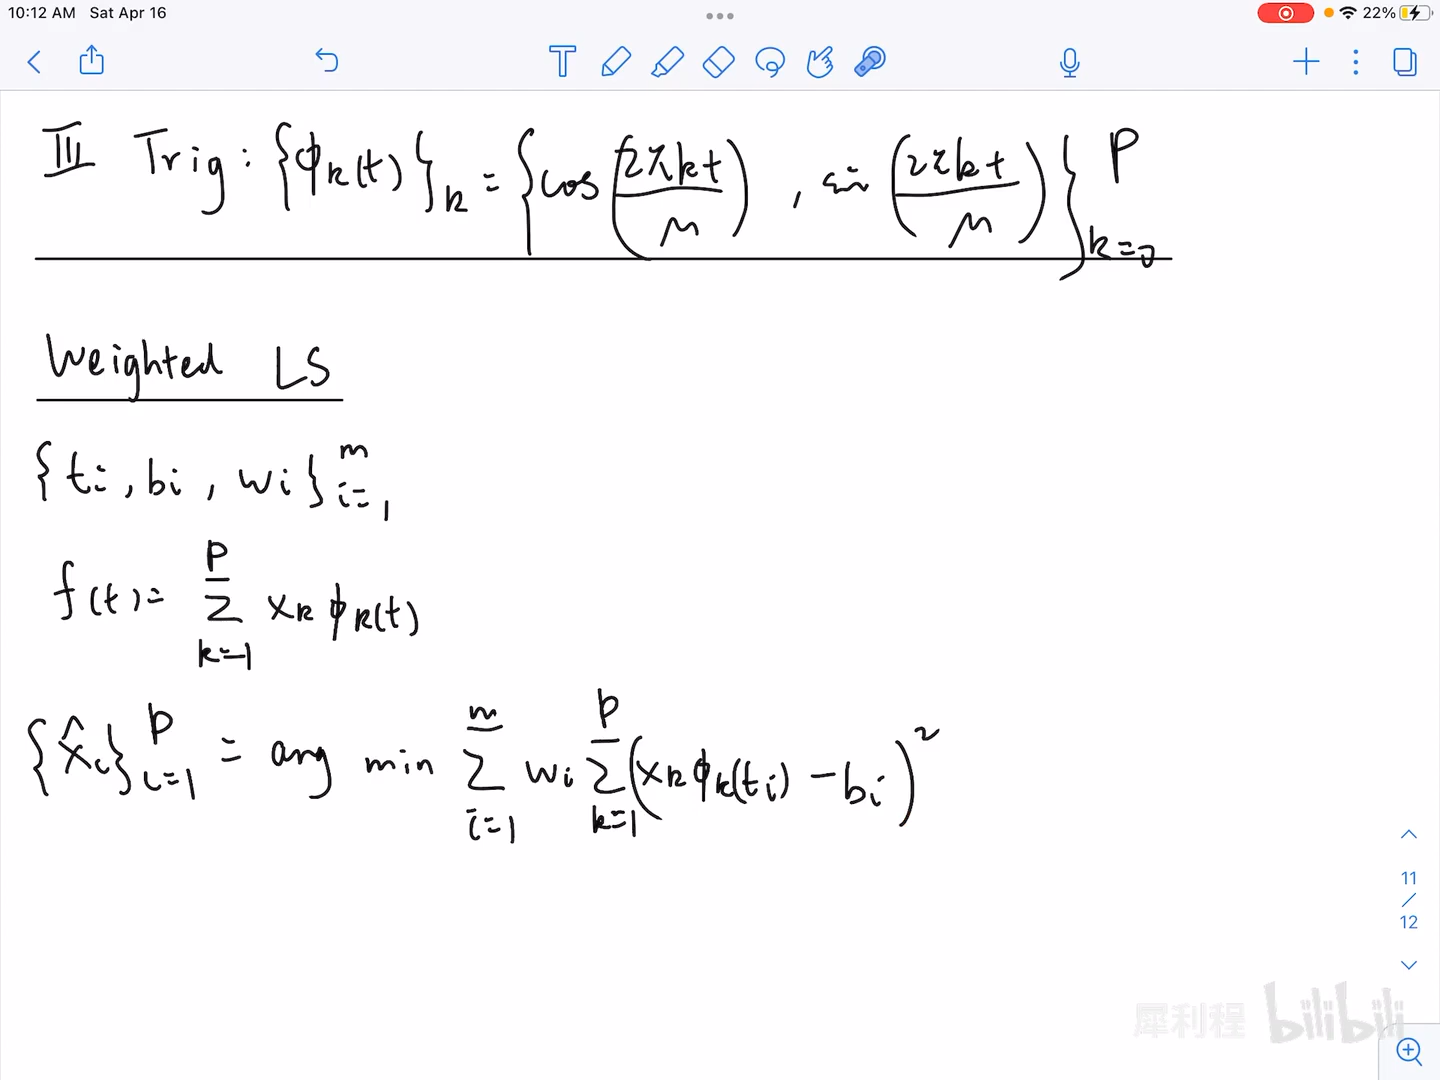 10:12 AM Sat Apr 16
22%
III Trig: {ϕk(t)}k = {cos(2πkt/M), sin(2πkt/M)}^P k=0
Weighted LS
{ti, bi, wi}^m i=1
f(t) = Σ^P k=1 xk ϕk(t)
{x̂i}^P i=1 = arg min Σ^m i=1 wi Σ^P k=1 (xk ϕk(ti) - bi)^2
11
/
12
犀利程 bilibili